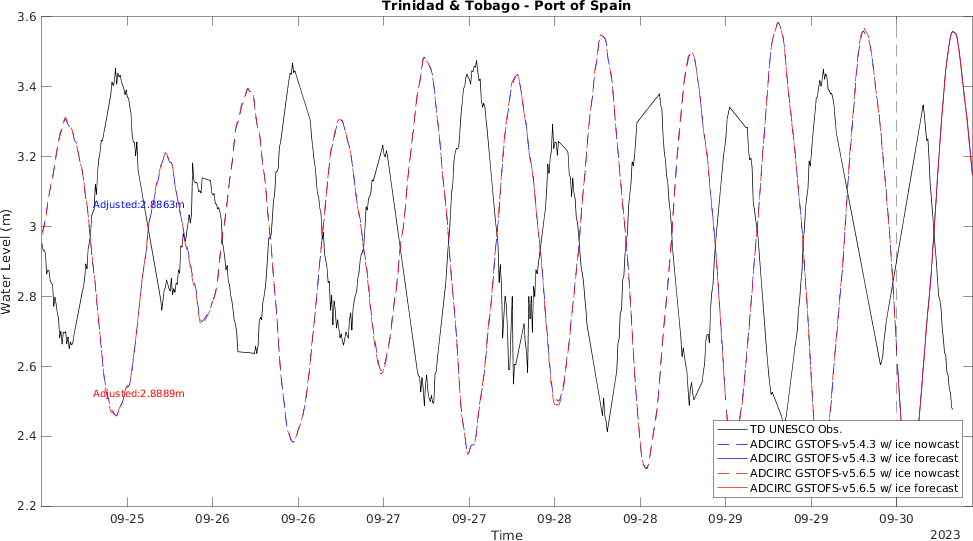 Trinidad & Tobago - Port of Spain
3.6
3.4
3.2
3
2.8
2.6
2.4
2.2
Water Level (m)
Adjusted:2.8863m
Adjusted:2.8889m
TD UNESCO Obs.
ADCIRC GSTOFS-v5.4.3 w/ ice nowcast
ADCIRC GSTOFS-v5.4.3 w/ ice forecast
ADCIRC GSTOFS-v5.6.5 w/ ice nowcast
ADCIRC GSTOFS-v5.6.5 w/ ice forecast
09-25 09-26 09-26 09-27 09-27 09-28 09-28 09-29 09-29 09-30
Time
2023